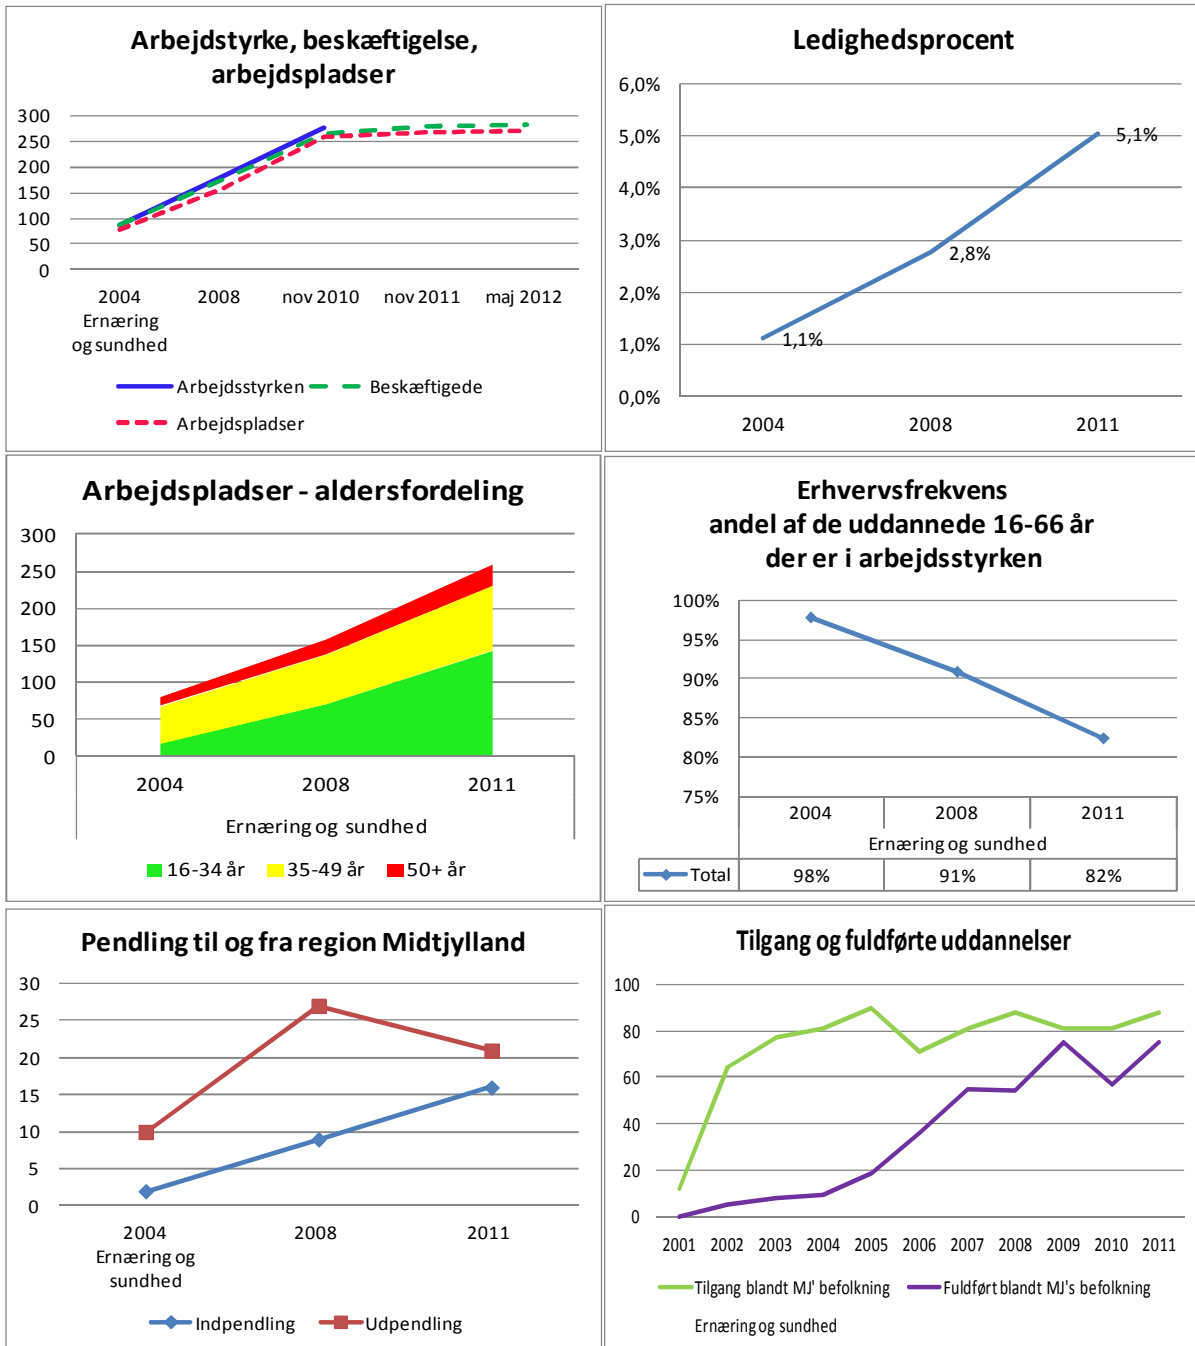 Arbejdstyrke, beskæftigelse,
arbejdspladser
300
250
200
150
100
50
0
2004 2008 nov 2010 nov 2011 maj 2012
Ernæring
og sundhed
Arbejdsstyrken Beskæftigede
Arbejdspladser
Ledighedsprocent
6,0%
5,0%
4,0%
3,0%
2,0%
1,0%
0,0%
5,1%
2,8%
1,1%
2004 2008 2011
Arbejdspladser - aldersfordeling
300
250
200
150
100
50
0
2004 2008 2011
Ernæring og sundhed
16-34 år 35-49 år 50+ år
Erhvervsfrekvens
andel af de uddannede 16-66 år
der er i arbejdsstyrken
100%
95%
90%
85%
80%
75%
2004 2008 2011
Ernæring og sundhed
Total 98% 91% 82%
Pendling til og fra region Midtjylland
30
25
20
15
10
5
0
2004 2008 2011
Ernæring og
sundhed
Indpendling Udpendling
Tilgang og fuldførte uddannelser
100
80
60
40
20
0
2001 2002 2003 2004 2005 2006 2007 2008 2009 2010 2011
Tilgang blandt MJ' befolkning Fuldført blandt MJ's befolkning
Ernæring og sundhed